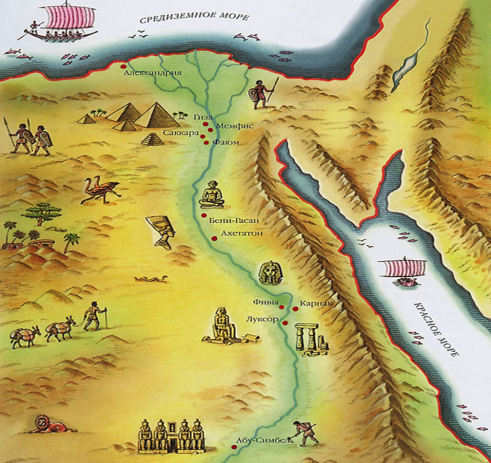 СРЕДИЗЕМНОЕ МОРЕ
Александрия
Гиза
Мемфис
Саккара
Фаюм
Бени-Гасан
Ахетатон
Фивы
Карнак
Луксор
КРАСНОЕ МОРЕ
Абу-Симбел